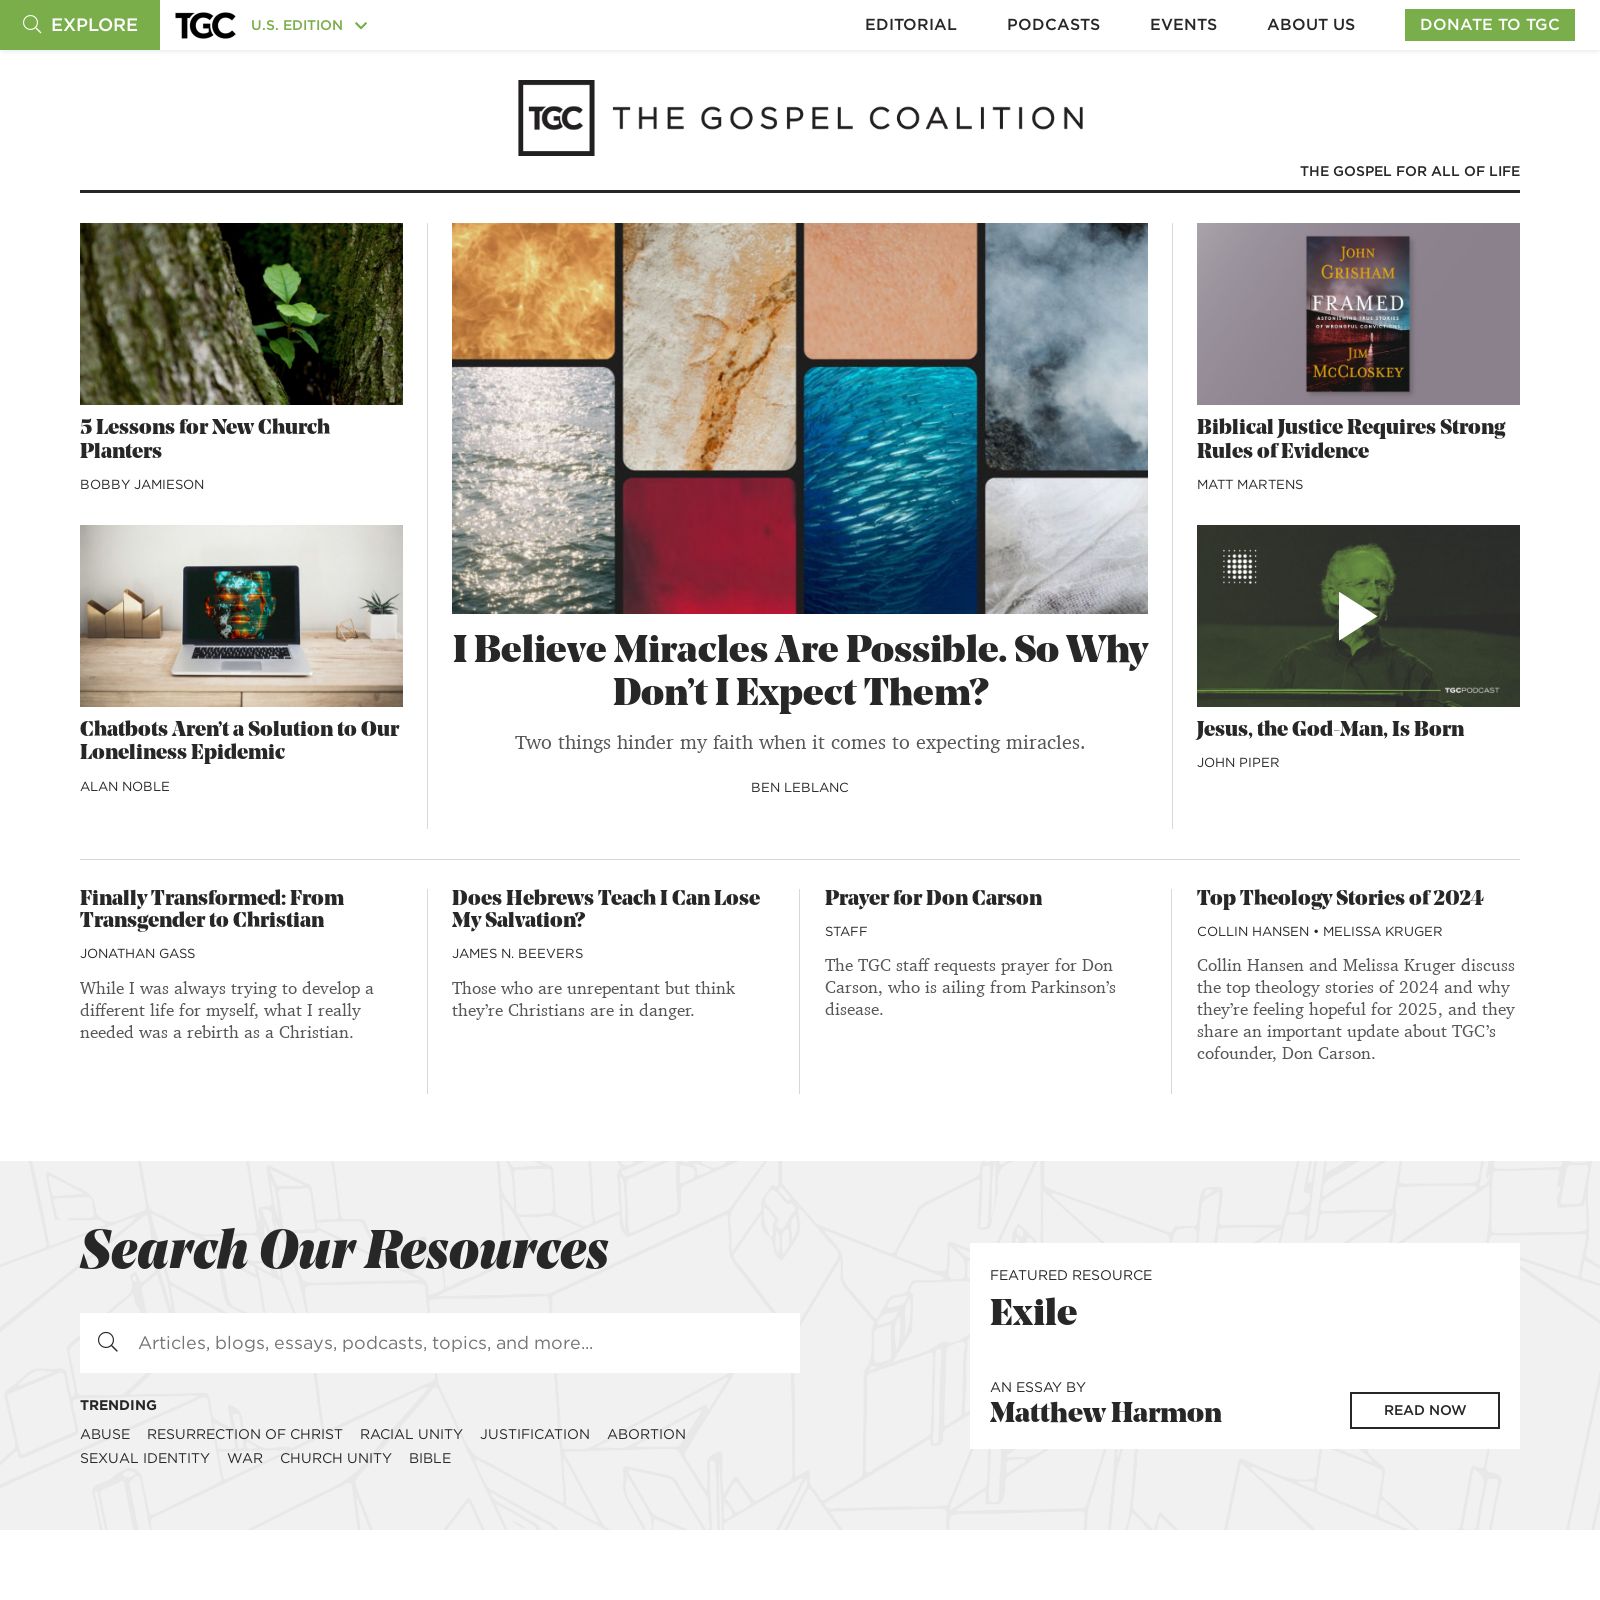 EXPLORE
TGC
U.S. EDITION
EDITORIAL
PODCASTS
EVENTS
ABOUT US
DONATE TO TGC
TGC THE GOSPEL COALITION
THE GOSPEL FOR ALL OF LIFE
5 Lessons for New Church
Planters
BOBBY JAMIESON
Chatbots Aren’t a Solution to Our
Loneliness Epidemic
ALAN NOBLE
I Believe Miracles Are Possible. So Why
Don’t I Expect Them?
Two things hinder my faith when it comes to expecting miracles.
BEN LEBLANC
JOHN
GRISHAM
FRAMED
ASTONISHING TRUE STORIES
OF WRONGFUL CONVICTIONS
JIM
MCCLOSKEY
Biblical Justice Requires Strong
Rules of Evidence
MATT MARTENS
TGCPODCAST
Jesus, the God-Man, Is Born
JOHN PIPER
Finally Transformed: From
Transgender to Christian
JONATHAN GASS
While I was always trying to develop a
different life for myself, what I really
needed was a rebirth as a Christian.
Does Hebrews Teach I Can Lose
My Salvation?
JAMES N. BEEVERS
Those who are unrepentant but think
they’re Christians are in danger.
Prayer for Don Carson
STAFF
The TGC staff requests prayer for Don
Carson, who is ailing from Parkinson’s
disease.
Top Theology Stories of 2024
COLLIN HANSEN • MELISSA KRUGER
Collin Hansen and Melissa Kruger discuss
the top theology stories of 2024 and why
they’re feeling hopeful for 2025, and they
share an important update about TGC’s
cofounder, Don Carson.
Search Our Resources
Articles, blogs, essays, podcasts, topics, and more...
TRENDING
ABUSE RESURRECTION OF CHRIST RACIAL UNITY JUSTIFICATION ABORTION
SEXUAL IDENTITY WAR CHURCH UNITY BIBLE
FEATURED RESOURCE
Exile
AN ESSAY BY
Matthew Harmon
READ NOW